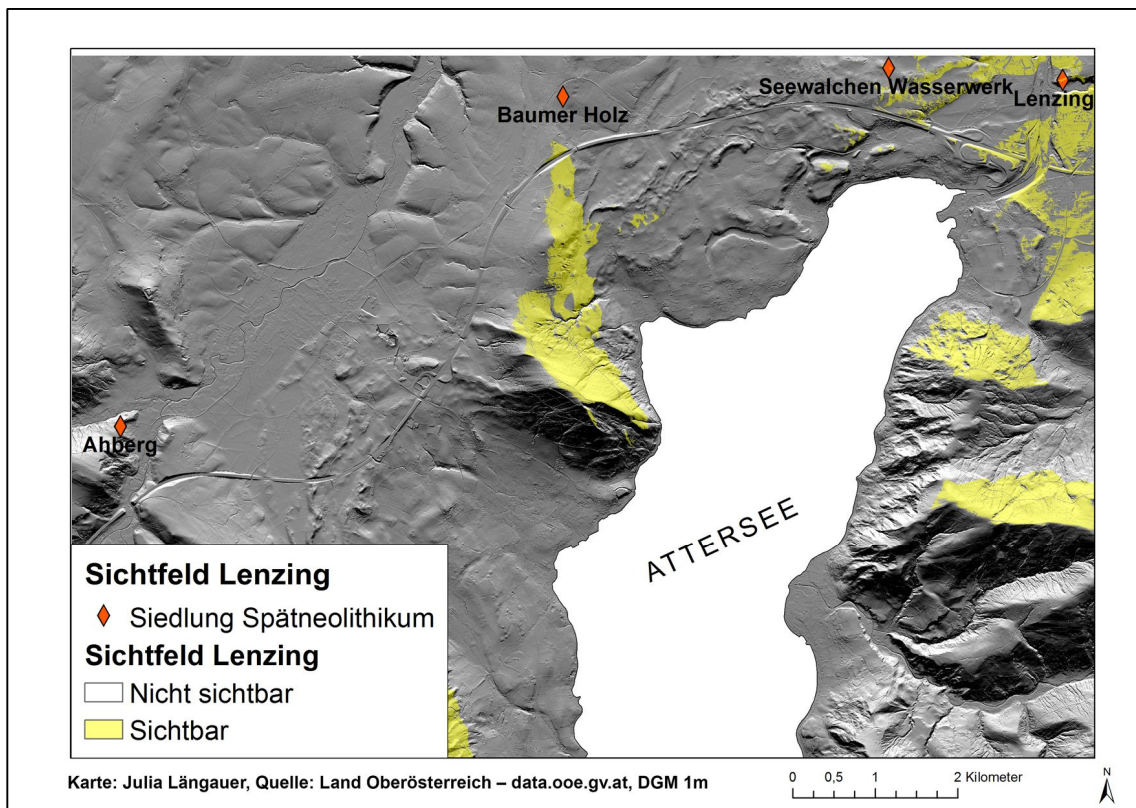 Seewalchen Wasserwerk
Lenzing
Baumer Holz
Ahberg
ATTERSEE
Sichtfeld Lenzing
Siedlung Spätneolithikum
Sichtfeld Lenzing
Nicht sichtbar
Sichtbar
Karte: Julia Längauer, Quelle: Land Oberösterreich – data.ooe.gv.at, DGM 1m
0 0,5 1 2 Kilometer
N